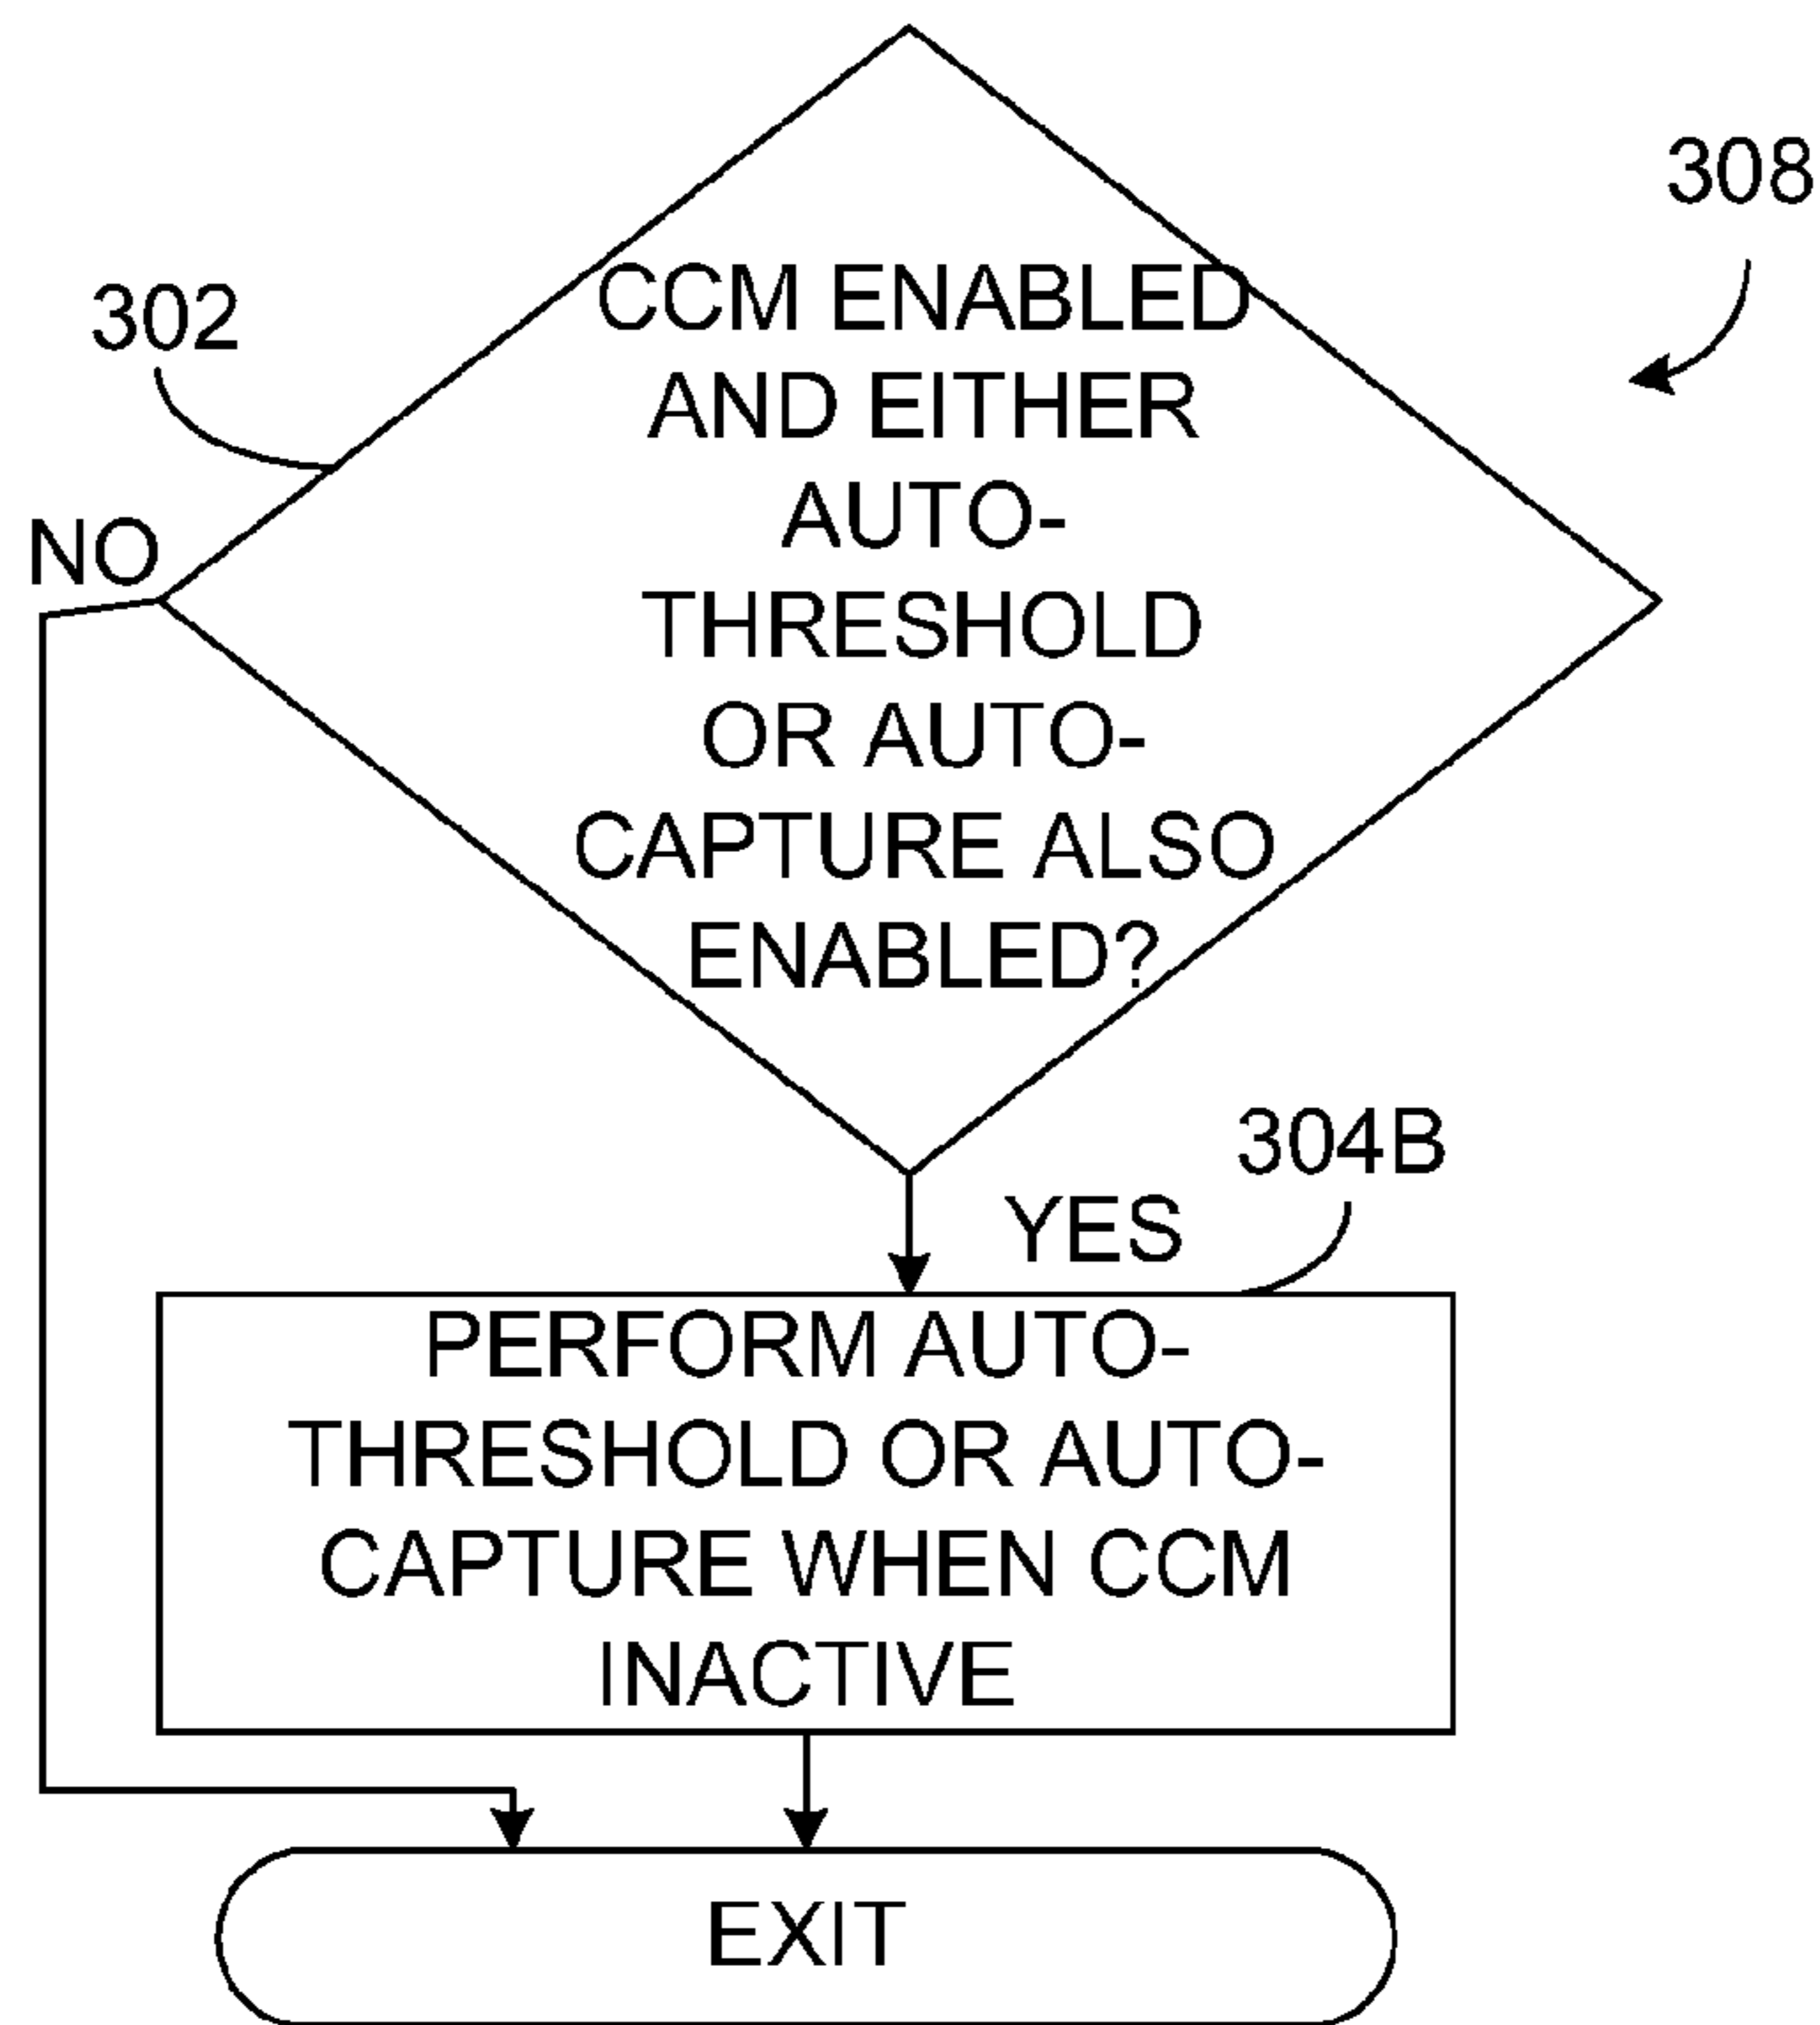 308
302
CCM ENABLED
AND EITHER
AUTO-
THRESHOLD
OR AUTO-
CAPTURE ALSO
ENABLED?
NO
304B
YES
PERFORM AUTO-
THRESHOLD OR AUTO-
CAPTURE WHEN CCM
INACTIVE
EXIT